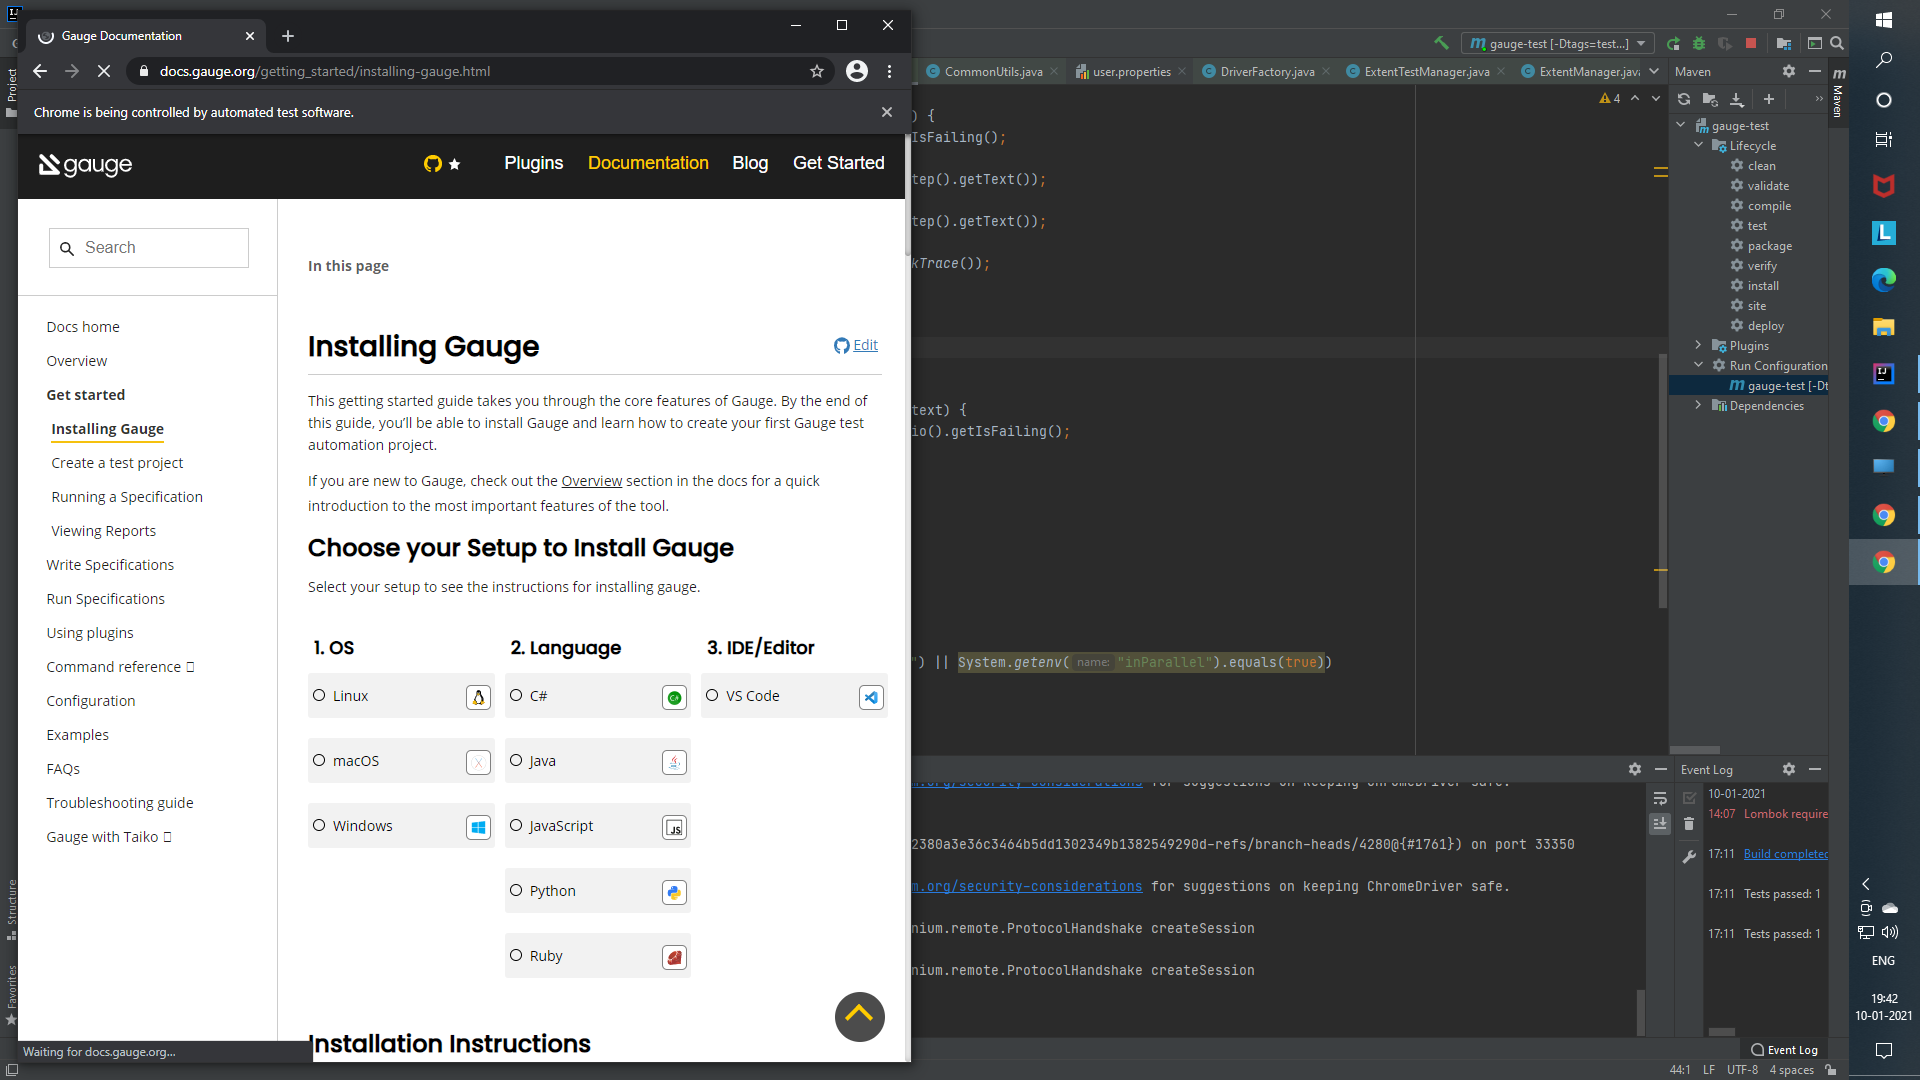 Gauge Documentation
docs.gauge.org/getting_started/installing-gauge.html
Chrome is being controlled by automated test software.
gauge
Plugins
Documentation
Blog
Get Started
Search
Docs home
Overview
Get started
Installing Gauge
Create a test project
Running a Specification
Viewing Reports
Write Specifications
Run Specifications
Using plugins
Command reference
Configuration
Examples
FAQs
Troubleshooting guide
Gauge with Taiko
In this page
Installing Gauge
Edit
This getting started guide takes you through the core features of Gauge. By the end of
this guide, you'll be able to install Gauge and learn how to create your first Gauge test
automation project.
If you are new to Gauge, check out the Overview section in the docs for a quick
introduction to the most important features of the tool.
Choose your Setup to Install Gauge
Select your setup to see the instructions for installing gauge.
1. OS
Linux
macOS
Windows
2. Language
C#
Java
JavaScript
JS
Python
Ruby
3. IDE/Editor
VS Code
Installation Instructions
Waiting for docs.gauge.org...
Project
Structure
Favorites
gauge-test [-Dtags=test...]
CommonUtils.java
user.properties
DriverFactory.java
ExtentTestManager.java
ExtentManager.java
4
) {
IsFailing();
tep().getText());
tep().getText());
kTrace());
text) {
io().getIsFailing();
") || System.getenv( name: "inParallel").equals(true))
m.org/security-considerations for suggestions on keeping ChromeDriver safe.
2380a3e36c3464b5dd1302349b1382549290d-refs/branch-heads/4280@{#1761}) on port 33350
m.org/security-considerations for suggestions on keeping ChromeDriver safe.
nium.remote.ProtocolHandshake createSession
nium.remote.ProtocolHandshake createSession
Maven
Maven
gauge-test
Lifecycle
clean
validate
compile
test
package
verify
install
site
deploy
Plugins
Run Configuration
gauge-test [-Dt
Dependencies
Event Log
10-01-2021
14:07 Lombok require
17:11 Build completed
17:11 Tests passed: 1
17:11 Tests passed: 1
Event Log
44:1 LF UTF-8 4 spaces
ENG
19:42
10-01-2021